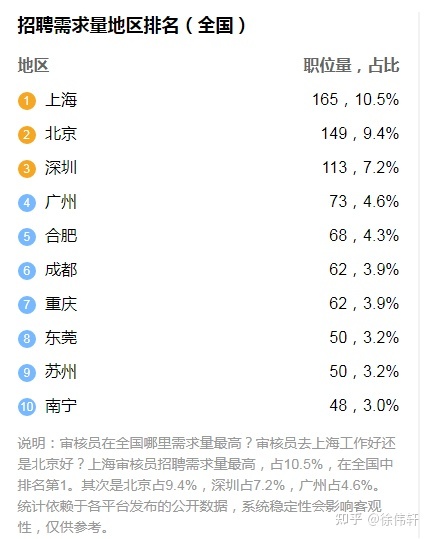 招聘需求量地区排名（全国）
地区 职位量，占比
1 上海 165，10.5%
2 北京 149，9.4%
3 深圳 113，7.2%
4 广州 73，4.6%
5 合肥 68，4.3%
6 成都 62，3.9%
7 重庆 62，3.9%
8 东莞 50，3.2%
9 苏州 50，3.2%
10 南宁 48，3.0%
说明：审核员在全国哪里需求量最高？审核员去上海工作好还
是北京好？上海审核员招聘需求量最高，占10.5%，在全国中
排名第1。其次是北京占9.4%，深圳占7.2%，广州占4.6%。
统计依赖于各平台发布的公开数据，系统稳定性会影响客观
性，仅供参考。
知乎 @徐伟轩